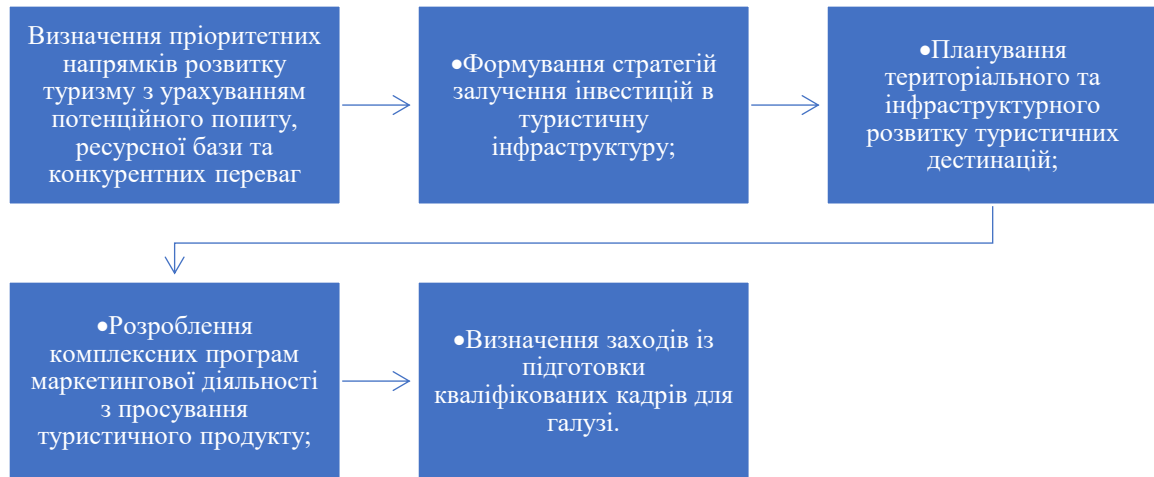 Визначення пріоритетних
напрямків розвитку
туризму з урахуванням
потенційного попиту,
ресурсної бази та
конкурентних переваг
•Формування стратегій
залучення інвестицій в
туристичну
інфраструктуру;
•Планування
територіального та
інфраструктурного
розвитку туристичних
дестинацій;
•Розроблення
комплексних програм
маркетингової діяльності
з просування
туристичного продукту;
•Визначення заходів із
підготовки
кваліфікованих кадрів для
галузі.